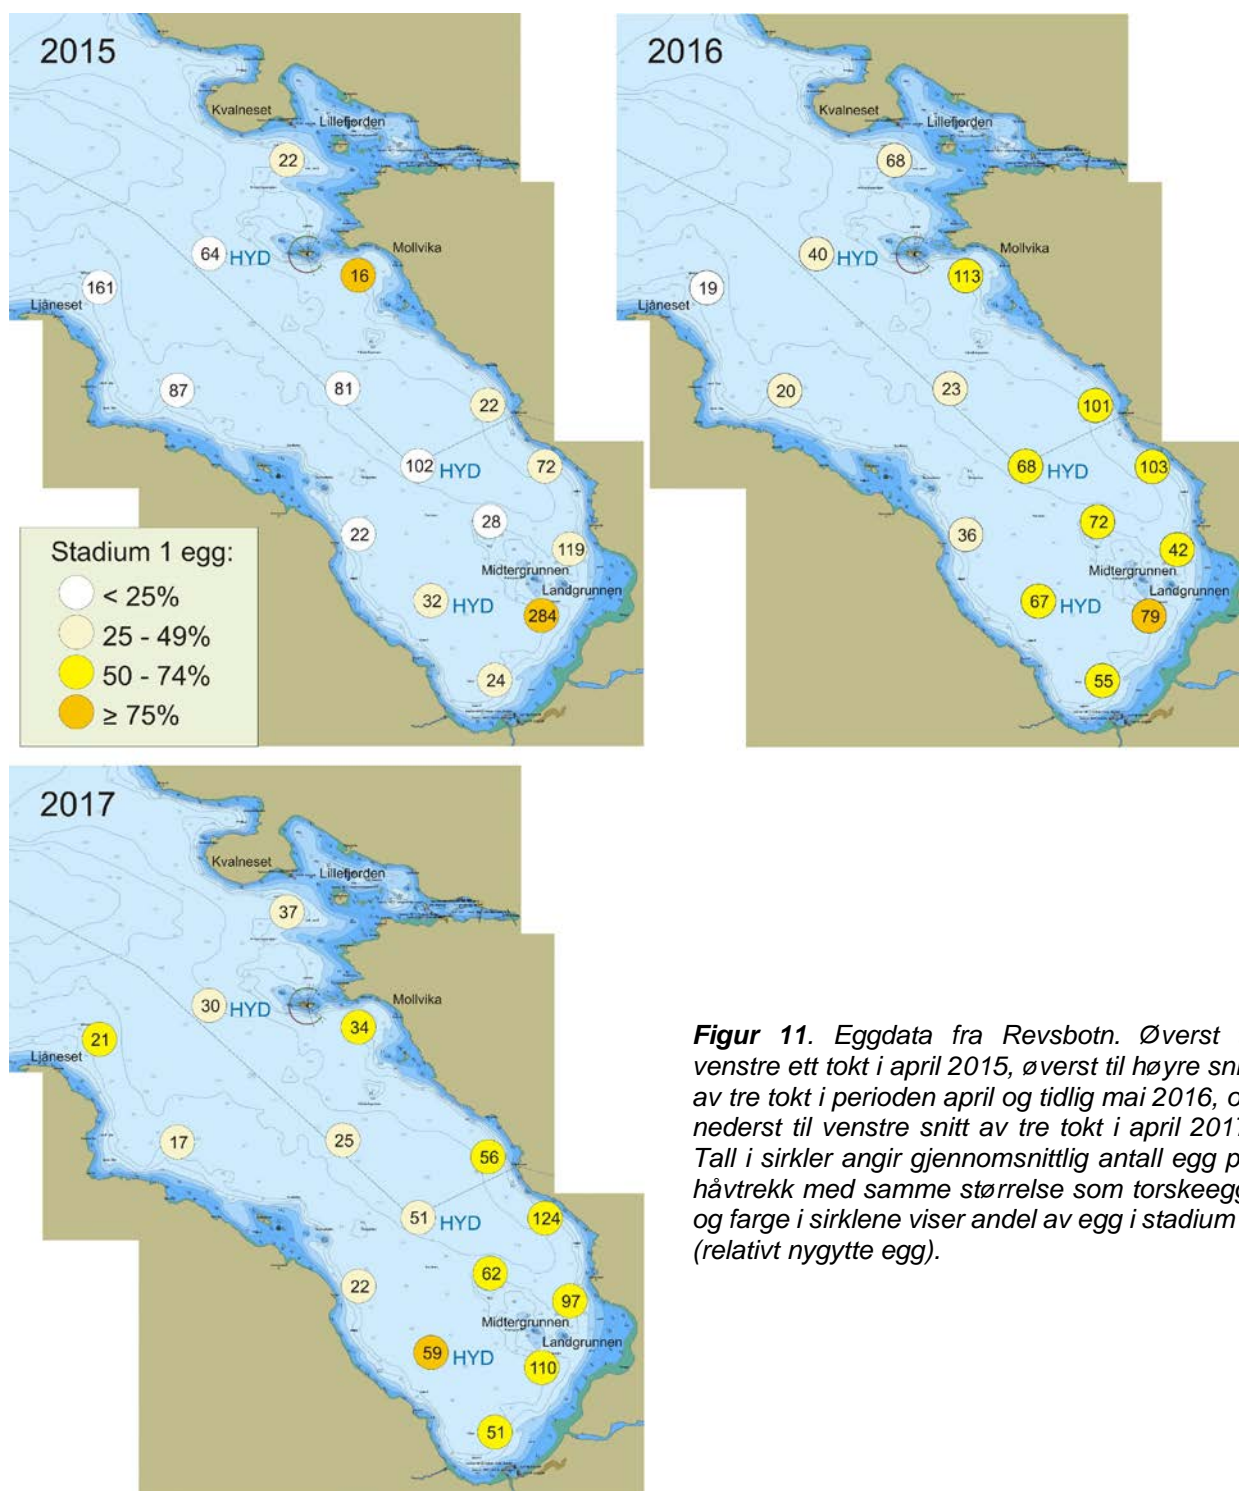 2015
Kvalneset
Lillefjorden
22
64
HYD
Mollvika
16
161
Ljåneset
87
81
22
102
HYD
72
28
22
119
Midtergrunnen
Landgrunnen
32
HYD
284
24
Stadium 1 egg:
< 25%
25 - 49%
50 - 74%
≥ 75%
2016
Kvalneset
Lillefjorden
68
40
HYD
Mollvika
113
19
Ljåneset
20
23
101
68
HYD
103
72
36
42
Midtergrunnen
Landgrunnen
67
HYD
79
55
2017
Kvalneset
Lillefjorden
37
30
HYD
Mollvika
34
21
Ljåneset
17
25
56
51
HYD
124
62
22
97
Midtergrunnen
Landgrunnen
59
HYD
110
51
Figur 11. Eggdata fra Revsbotn. Øverst
venstre ett tokt i april 2015, øverst til høyre sni
av tre tokt i perioden april og tidlig mai 2016, o
nederst til venstre snitt av tre tokt i april 2017
Tall i sirkler angir gjennomsnittlig antall egg p
håvtrekk med samme størrelse som torskeegg
og farge i sirklene viser andel av egg i stadium
(relativt nygytte egg).